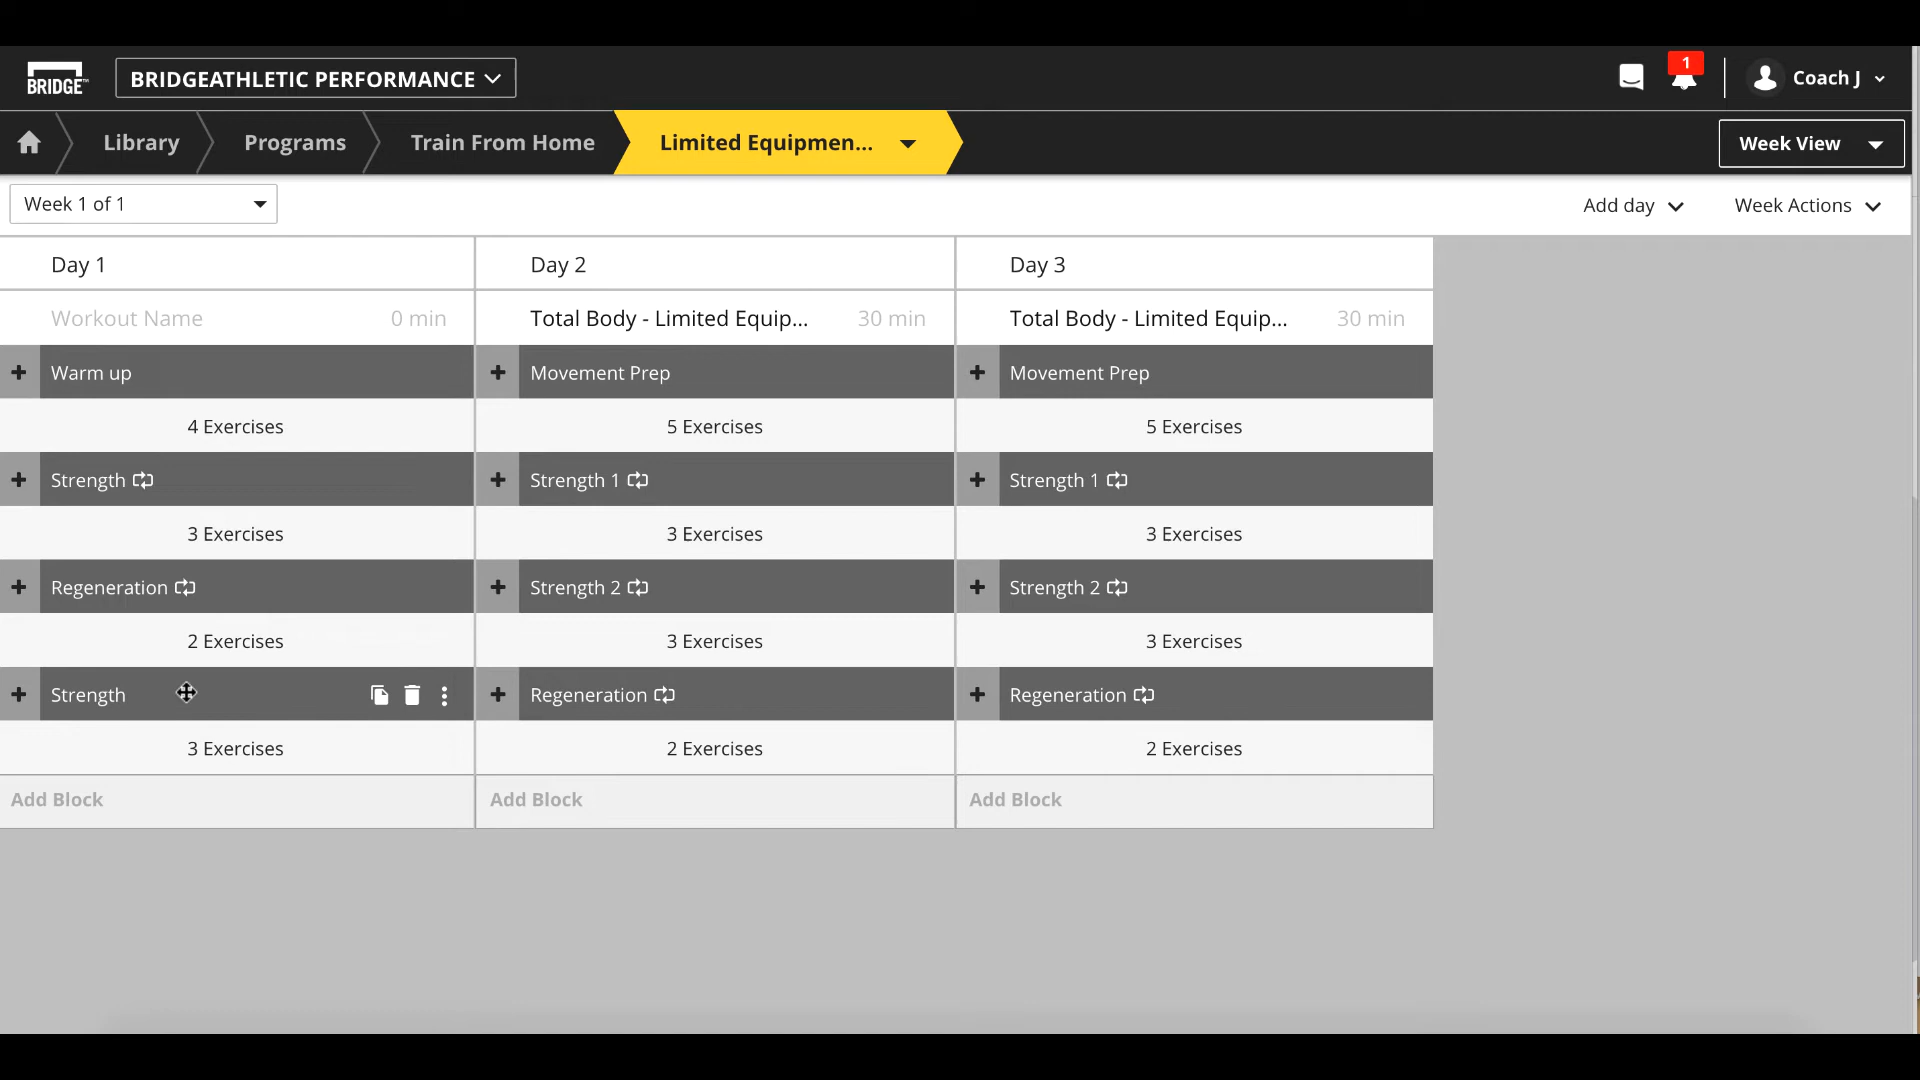 BRIDGE™
BRIDGEATHLETIC PERFORMANCE
1
Coach J
Library
Programs
Train From Home
Limited Equipmen...
Week View
Week 1 of 1
Add day
Week Actions
Day 1
Day 2
Day 3
Workout Name 0 min
Total Body - Limited Equip... 30 min
Total Body - Limited Equip... 30 min
Warm up
Movement Prep
Movement Prep
4 Exercises
5 Exercises
5 Exercises
Strength
Strength 1
Strength 1
3 Exercises
3 Exercises
3 Exercises
Regeneration
Strength 2
Strength 2
2 Exercises
3 Exercises
3 Exercises
Strength
Regeneration
Regeneration
3 Exercises
2 Exercises
2 Exercises
Add Block
Add Block
Add Block